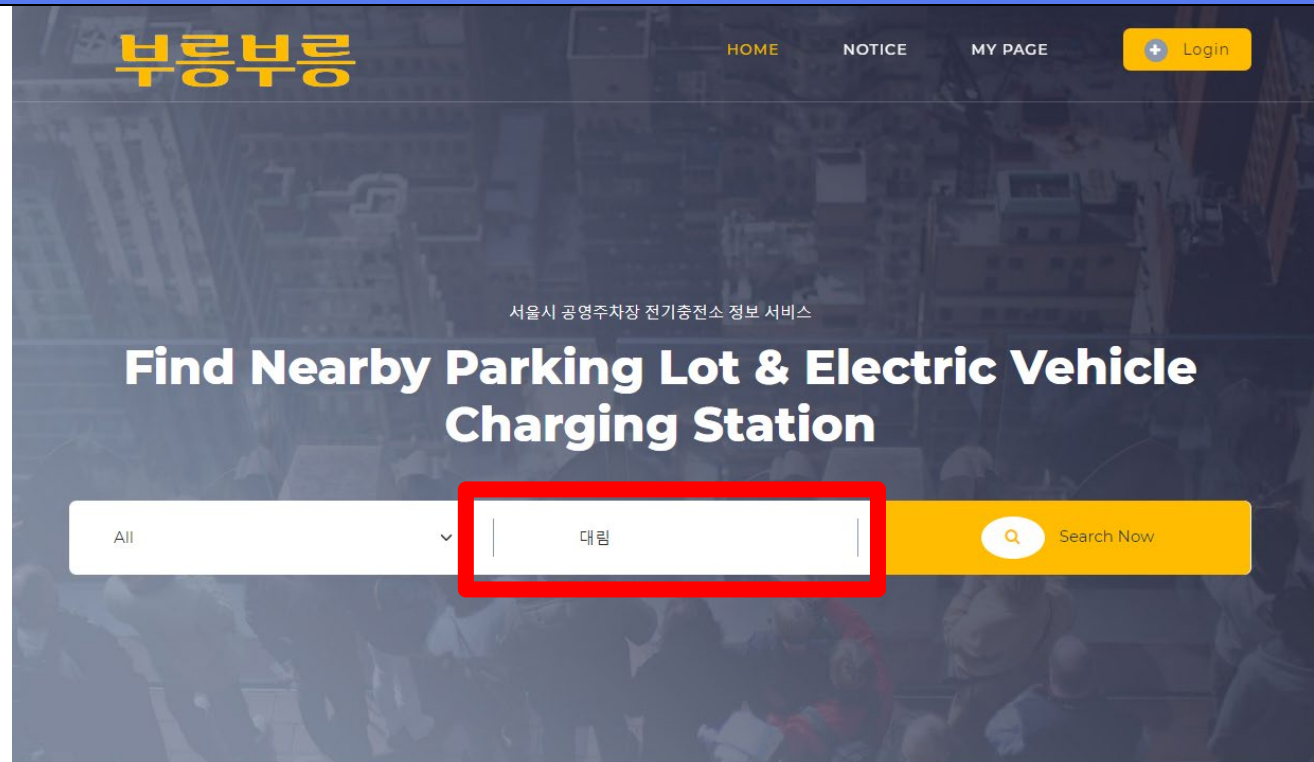 부릉부릉
HOME NOTICE MY PAGE Login
서울시 공영주차장 전기충전소 정보 서비스
Find Nearby Parking Lot & Electric Vehicle
Charging Station
All 대림 Search Now